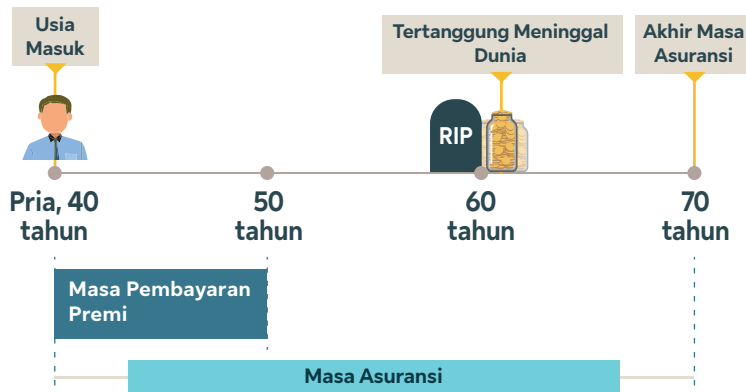 Usia
Masuk
Tertanggung Meninggal
Dunia
Akhir Masa
Asuransi
RIP
Pria, 40
tahun
50
tahun
60
tahun
70
tahun
Masa Pembayaran
Premi
Masa Asuransi